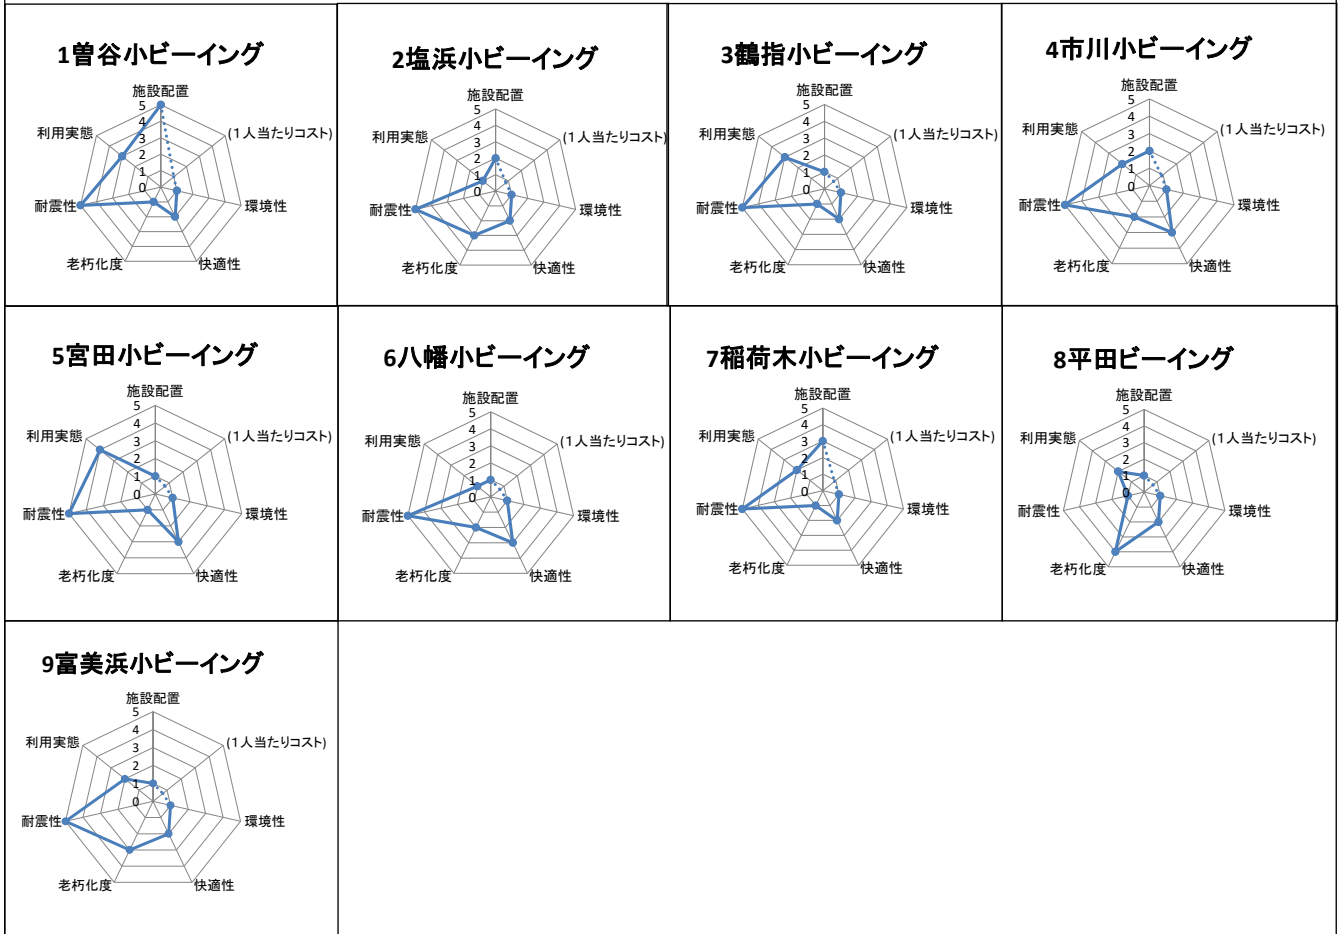 1曽谷小ビーイング
施設配置
(1人当たりコスト)
環境性
快適性
老朽化度
耐震性
利用実態
5
4
3
2
1
0
2塩浜小ビーイング
施設配置
(1人当たりコスト)
環境性
快適性
老朽化度
耐震性
利用実態
5
4
3
2
1
0
3鶴指小ビーイング
施設配置
(1人当たりコスト)
環境性
快適性
老朽化度
耐震性
利用実態
5
4
3
2
1
0
4市川小ビーイング
施設配置
(1人当たりコスト)
環境性
快適性
老朽化度
耐震性
利用実態
5
4
3
2
1
0
5宮田小ビーイング
施設配置
(1人当たりコスト)
環境性
快適性
老朽化度
耐震性
利用実態
5
4
3
2
1
0
6八幡小ビーイング
施設配置
(1人当たりコスト)
環境性
快適性
老朽化度
耐震性
利用実態
5
4
3
2
1
0
7稲荷木小ビーイング
施設配置
(1人当たりコスト)
環境性
快適性
老朽化度
耐震性
利用実態
5
4
3
2
1
0
8平田ビーイング
施設配置
(1人当たりコスト)
環境性
快適性
老朽化度
耐震性
利用実態
5
4
3
2
1
0
9富美浜小ビーイング
施設配置
(1人当たりコスト)
環境性
快適性
老朽化度
耐震性
利用実態
5
4
3
2
1
0